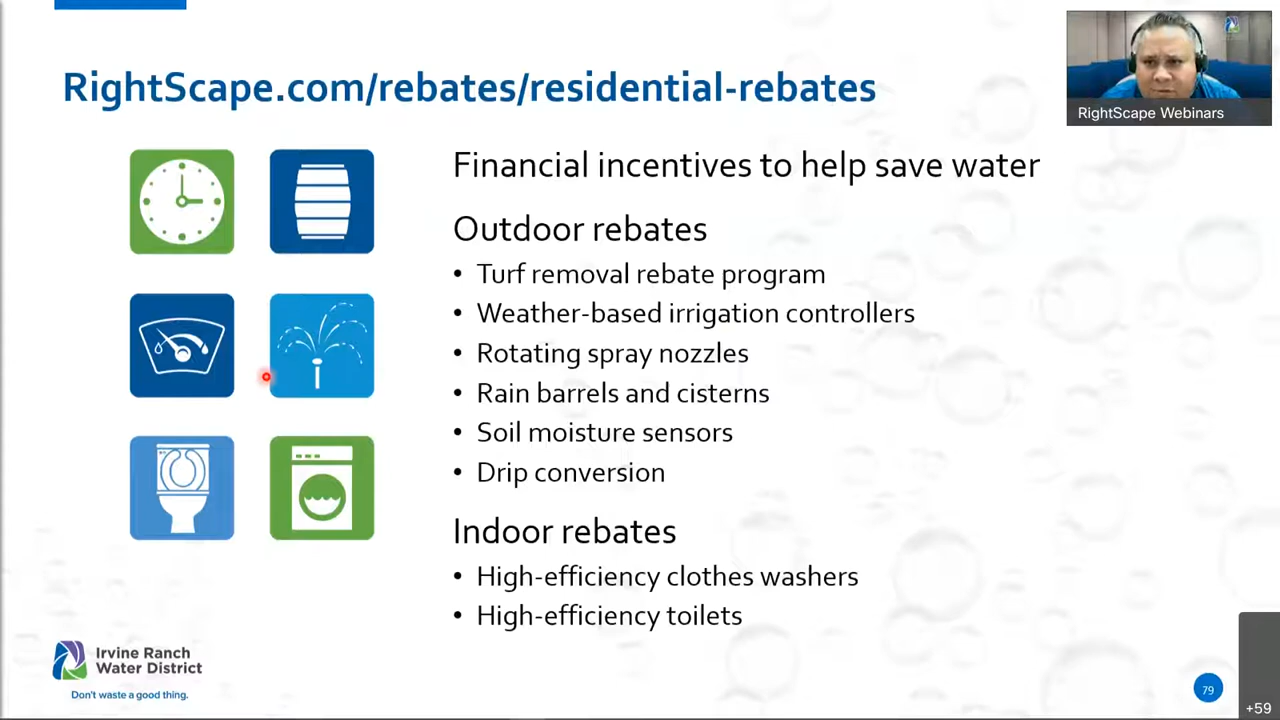 RightScape.com/rebates/residential-rebates
RightScape Webinars
Financial incentives to help save water
Outdoor rebates
• Turf removal rebate program
• Weather-based irrigation controllers
• Rotating spray nozzles
• Rain barrels and cisterns
• Soil moisture sensors
• Drip conversion
Indoor rebates
• High-efficiency clothes washers
• High-efficiency toilets
Irvine Ranch
Water District
Don't waste a good thing.
79
+59